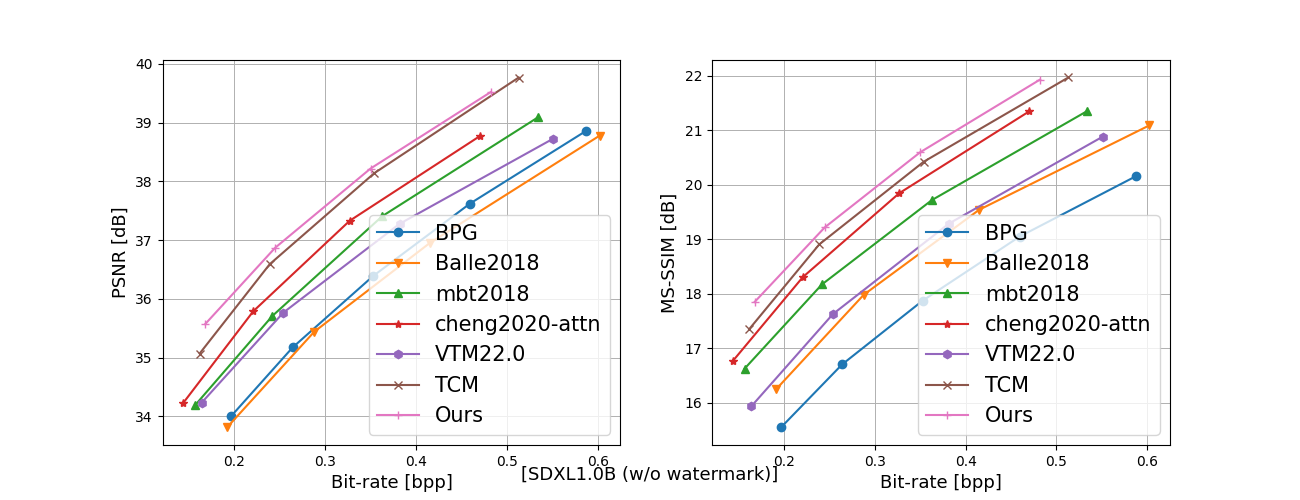 40
39
38
37
36
35
34
PSNR [dB]
0.2 0.3 0.4 0.5 0.6
Bit-rate [bpp]
BPG
Balle2018
mbt2018
cheng2020-attn
VTM22.0
TCM
Ours
22
21
20
19
18
17
16
MS-SSIM [dB]
0.2 0.3 0.4 0.5 0.6
Bit-rate [bpp]
BPG
Balle2018
mbt2018
cheng2020-attn
VTM22.0
TCM
Ours
[SDXL1.0B (w/o watermark)]